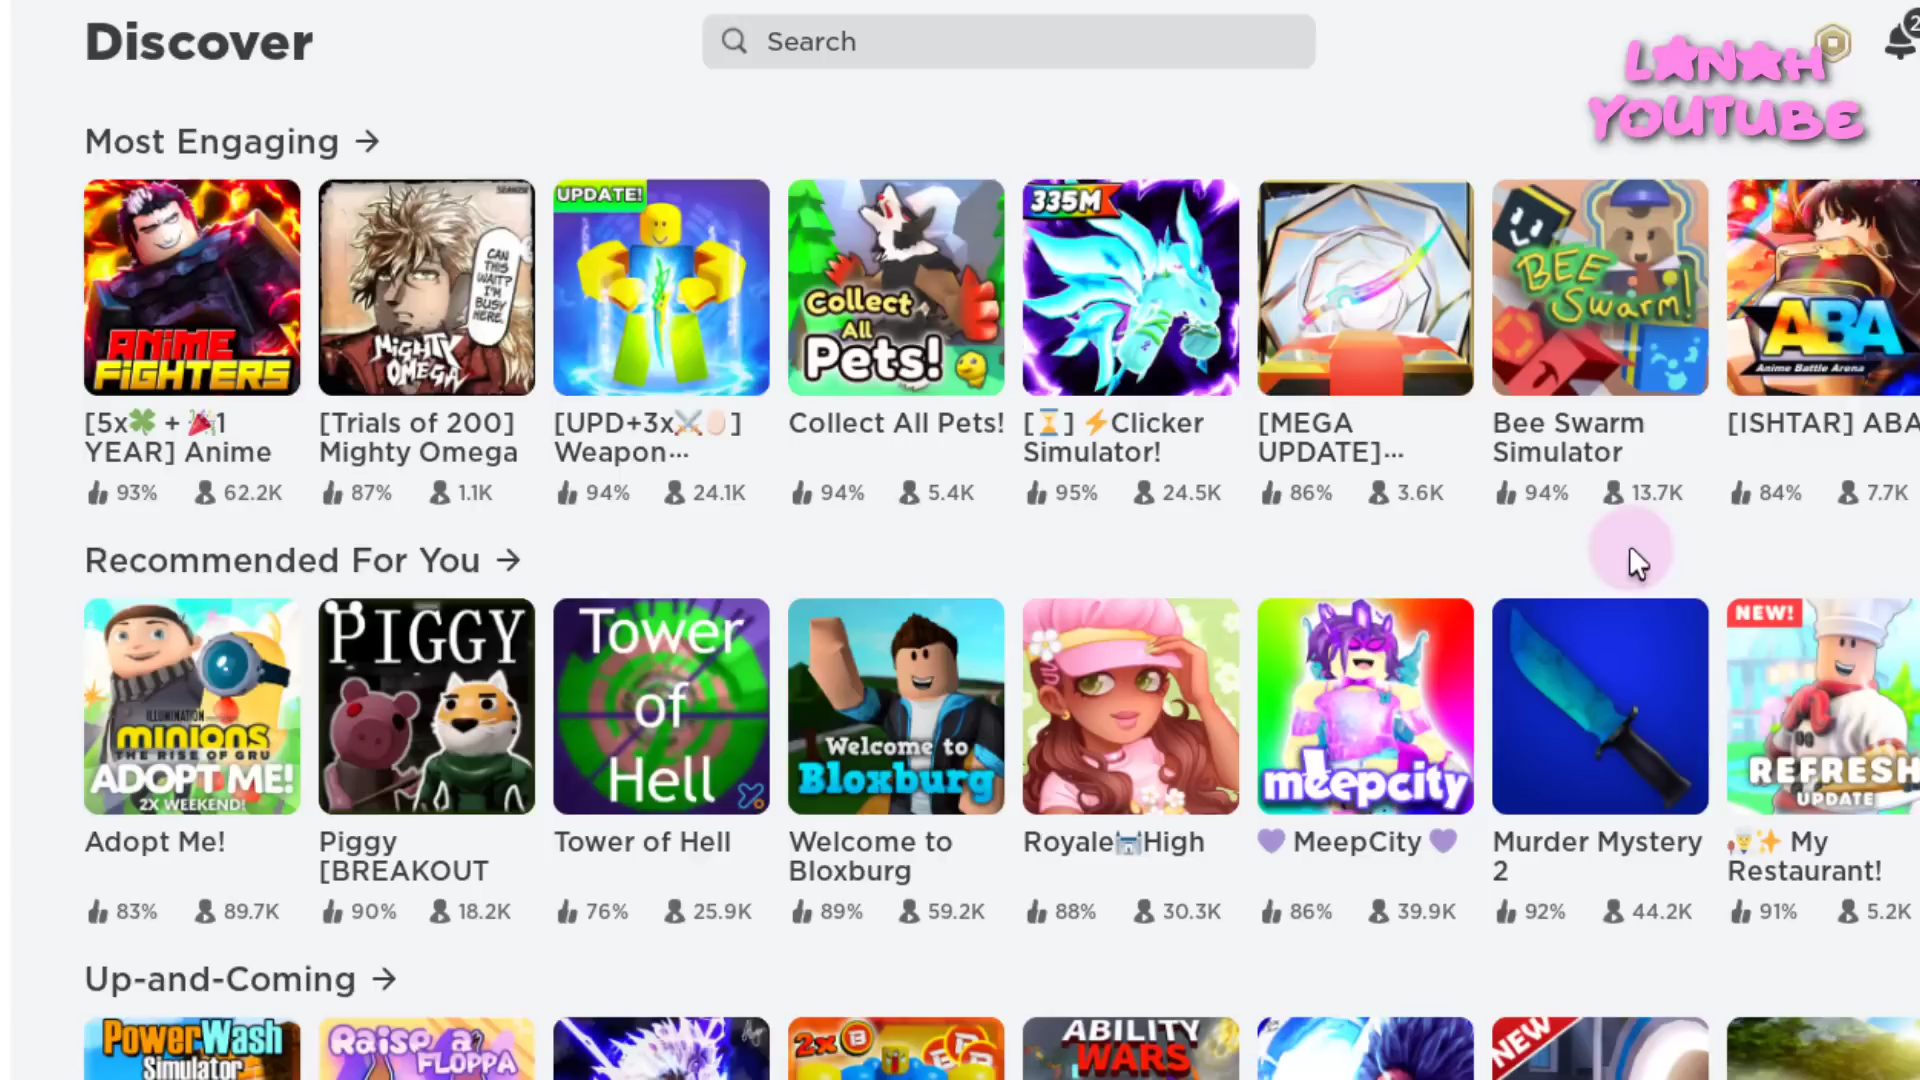 Discover
Search
2
LANAH
YOUTUBE
Most Engaging →
ANIME
FIGHTERS
CAN
THIS
WAIT?
I'M
BUSY
HERE.
MIGHTY
OMEGA
UPDATE!
Collect
All
Pets!
335M
BEE
Swarm!
ABA
Anime Battle Arena
[5x🍀 + 🎉1
YEAR] Anime
[Trials of 200]
Mighty Omega
[UPD+3x⚔️🥚]
Weapon...
Collect All Pets!
[⏳] ⚡Clicker
Simulator!
[MEGA
UPDATE]...
Bee Swarm
Simulator
[ISHTAR] ABA
93% 62.2K
87% 1.1K
94% 24.1K
94% 5.4K
95% 24.5K
86% 3.6K
94% 13.7K
84% 7.7K
Recommended For You →
ILLUMINATION
minions
THE RISE OF GRU
ADOPT ME!
2X WEEKEND!
PIGGY
Tower
of
Hell
Welcome to
Bloxburg
meepcity
NEW!
REFRESH
UPDATE
Adopt Me!
Piggy
[BREAKOUT
Tower of Hell
Welcome to
Bloxburg
Royale🏰High
💜 MeepCity 💜
Murder Mystery
2
👨‍🍳✨ My
Restaurant!
83% 89.7K
90% 18.2K
76% 25.9K
89% 59.2K
88% 30.3K
86% 39.9K
92% 44.2K
91% 5.2K
Up-and-Coming →
PowerWash
Simulator
Raise a
FLOPPA
2x B
ABILITY
WARS
NEW